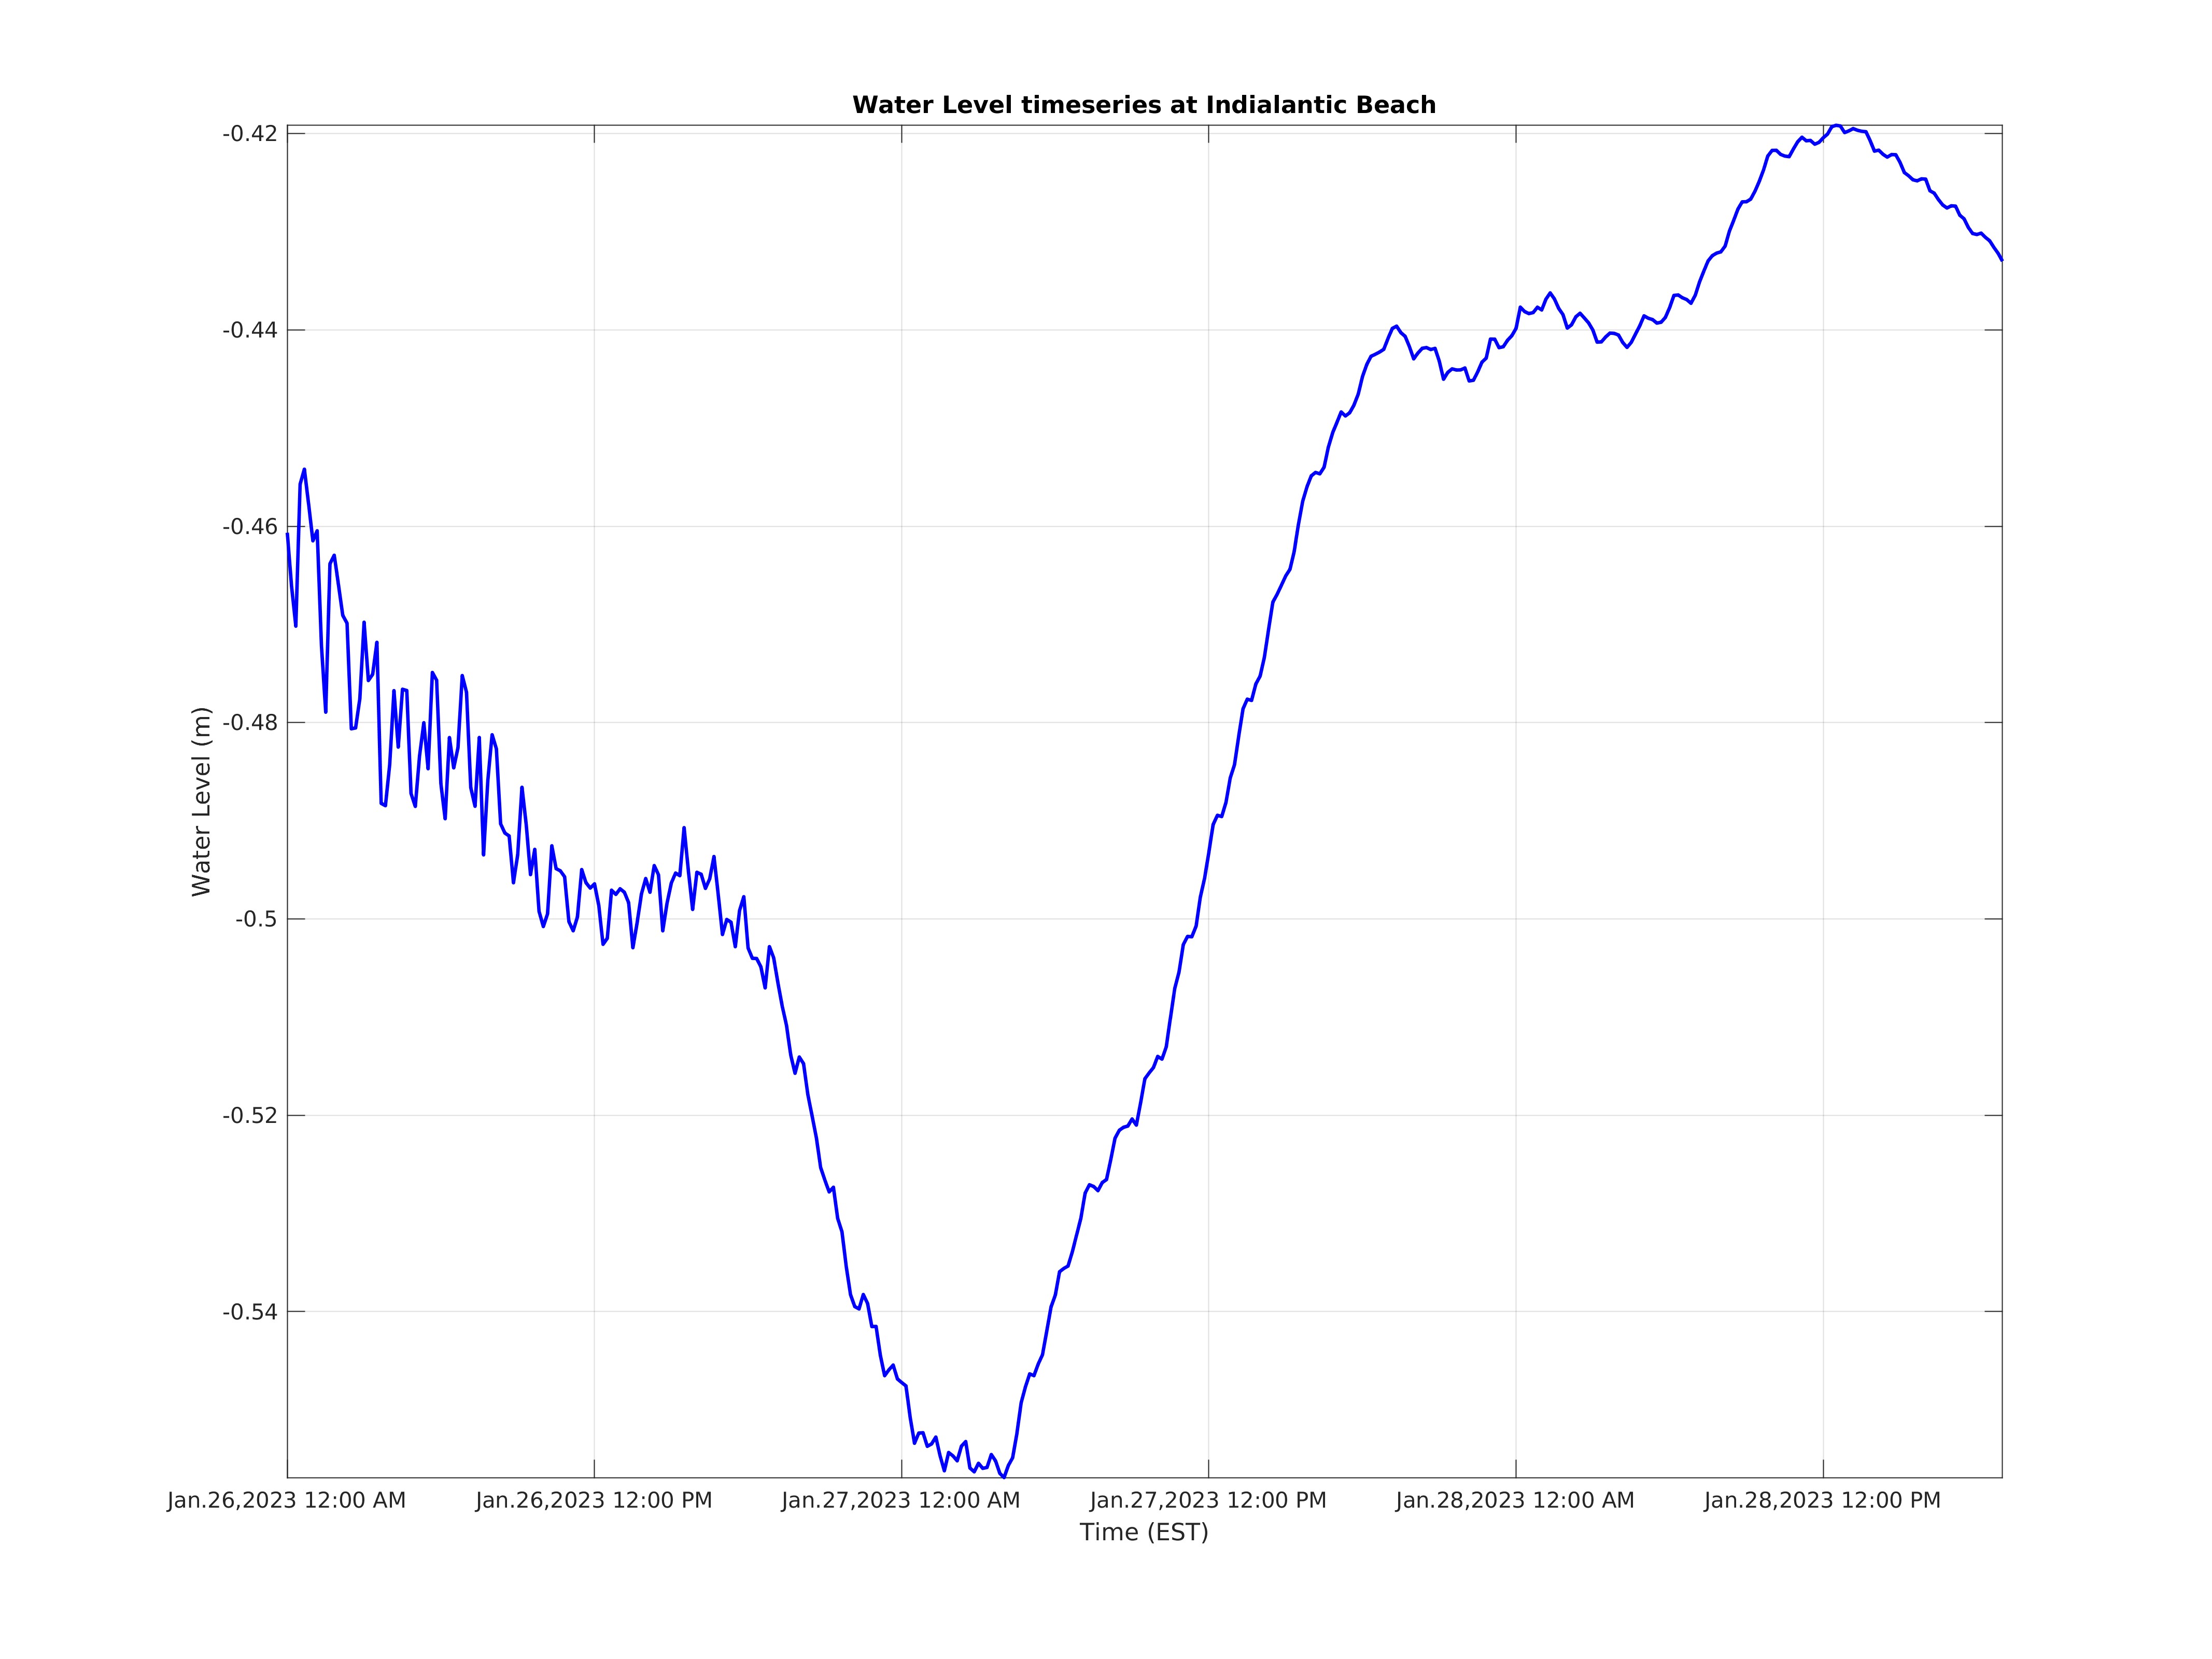 Water Level timeseries at Indialantic Beach
-0.42
-0.44
-0.46
-0.48
-0.5
-0.52
-0.54
Water Level (m)
Jan.26,2023 12:00 AM
Jan.26,2023 12:00 PM
Jan.27,2023 12:00 AM
Jan.27,2023 12:00 PM
Jan.28,2023 12:00 AM
Jan.28,2023 12:00 PM
Time (EST)